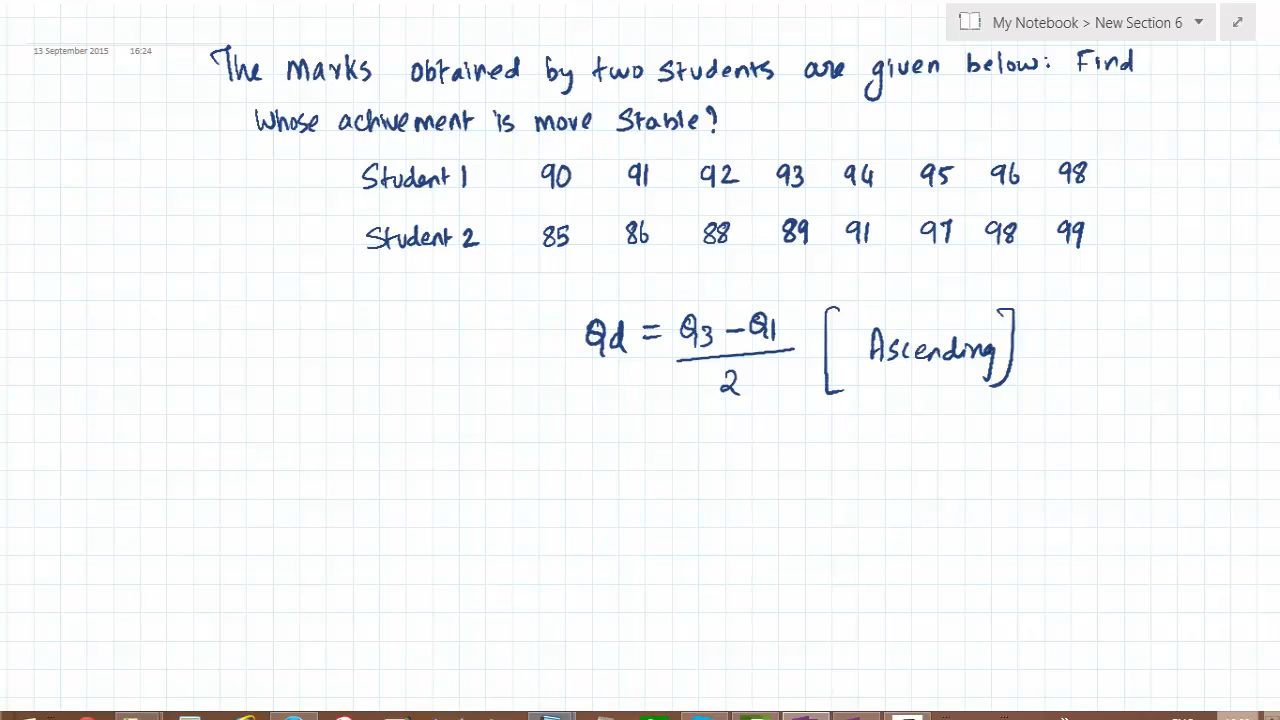 My Notebook > New Section 6
13 September 2015 16:24
The Marks obtained by two students are given below: Find
whose achivement is move stable?
Student 1 90 91 92 93 94 95 96 98
Student 2 85 86 88 89 91 97 98 99
Qd = Q3 - Q1 / 2 [Ascending]